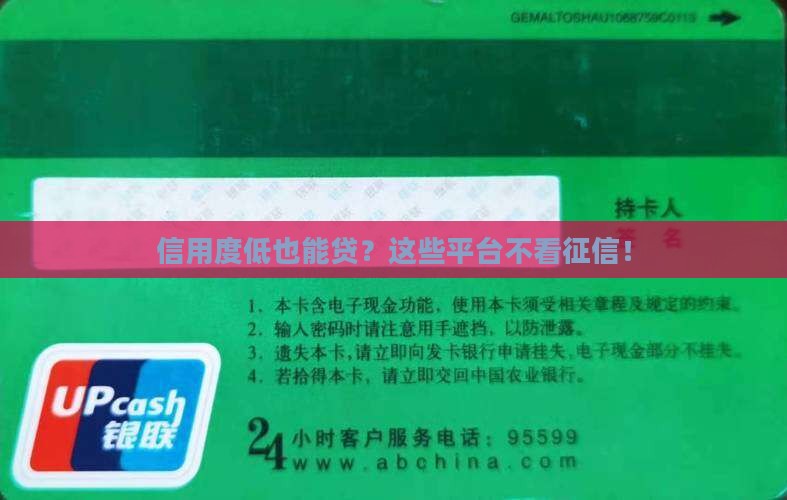 GEMALTOSHAU1068759C0119
持卡人
签 名
信用度低也能贷？这些平台不看征信！
1．本卡含电子现金功能，使用本卡须受相关章程及规定的约束。
2．输入密码时请注意用手遮挡，以防泄露。
3．遗失本卡，请立即向发卡银行申请挂失，电子现金部分不挂失。
4．若拾得本卡，请立即交回中国农业银行。
UPcash
银联
24小时客户服务电话：95599
www.abchina.com